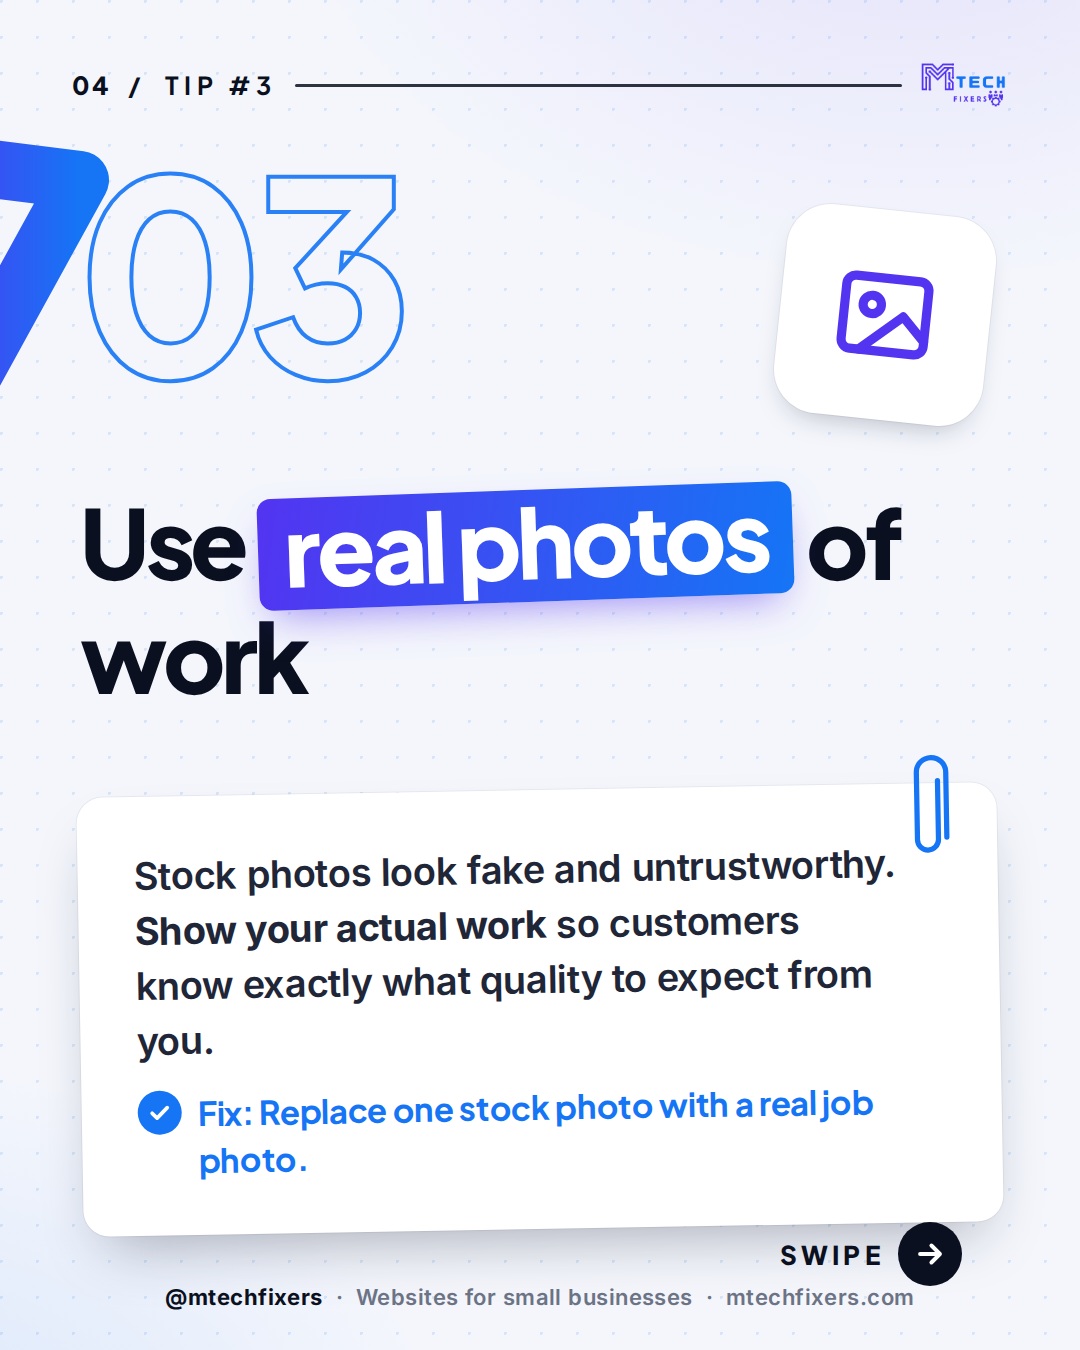 04 / TIP #3
MTECH
FIXERS
7
03
Use real photos of
work
Stock photos look fake and untrustworthy.
Show your actual work so customers
know exactly what quality to expect from
you.
Fix: Replace one stock photo with a real job
photo.
SWIPE
@mtechfixers · Websites for small businesses · mtechfixers.com